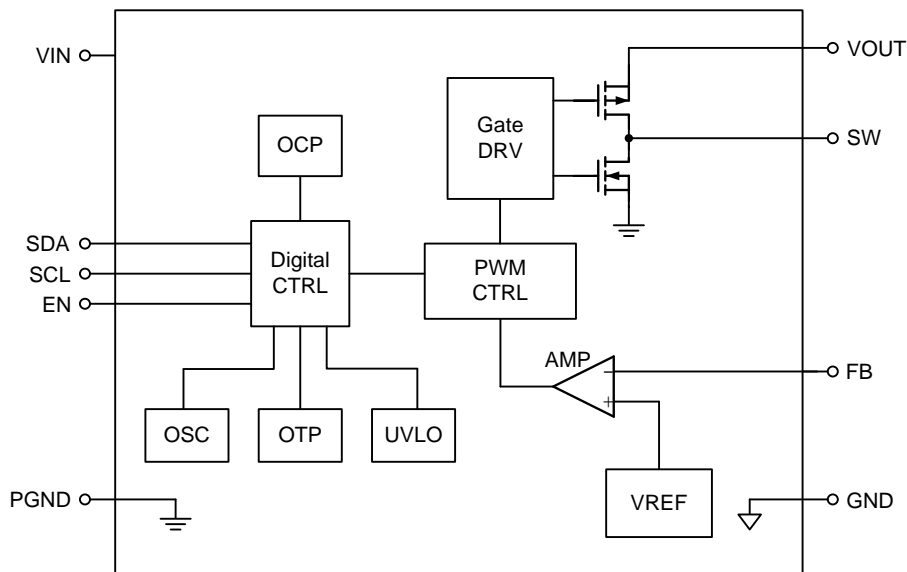 VIN
VOUT
Gate
DRV
OCP
SW
SDA
SCL
EN
Digital
CTRL
PWM
CTRL
AMP
−
+
FB
OSC
OTP
UVLO
PGND
VREF
GND